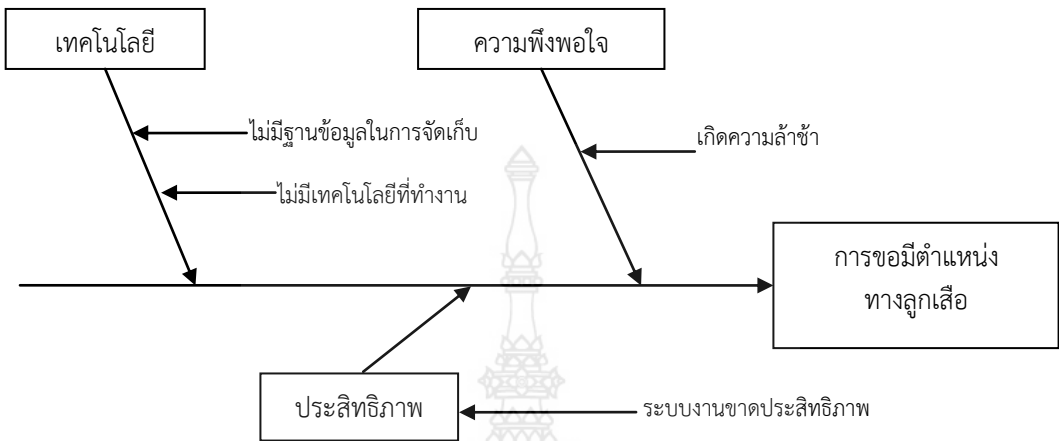 เทคโนโลยี
ความพึงพอใจ
ไม่มีฐานข้อมูลในการจัดเก็บ
เกิดความล้าช้า
ไม่มีเทคโนโลยีที่ทำงาน
การขอมีตำแหน่ง
ทางลูกเสือ
ประสิทธิภาพ
ระบบงานขาดประสิทธิภาพ